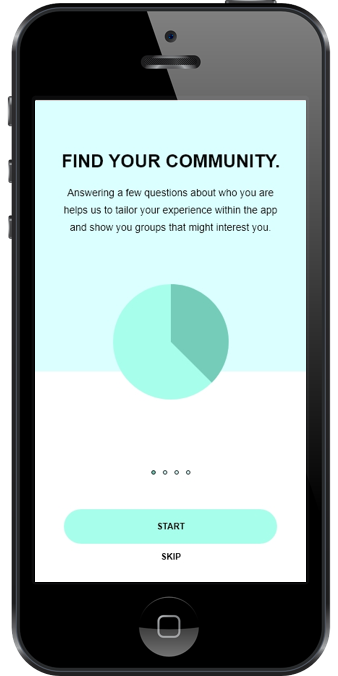 FIND YOUR COMMUNITY.
Answering a few questions about who you are
helps us to tailor your experience within the app
and show you groups that might interest you.
START
SKIP